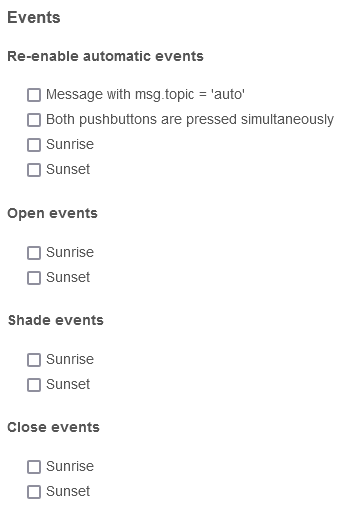 Events
Re-enable automatic events
Message with msg.topic = 'auto'
Both pushbuttons are pressed simultaneously
Sunrise
Sunset
Open events
Sunrise
Sunset
Shade events
Sunrise
Sunset
Close events
Sunrise
Sunset